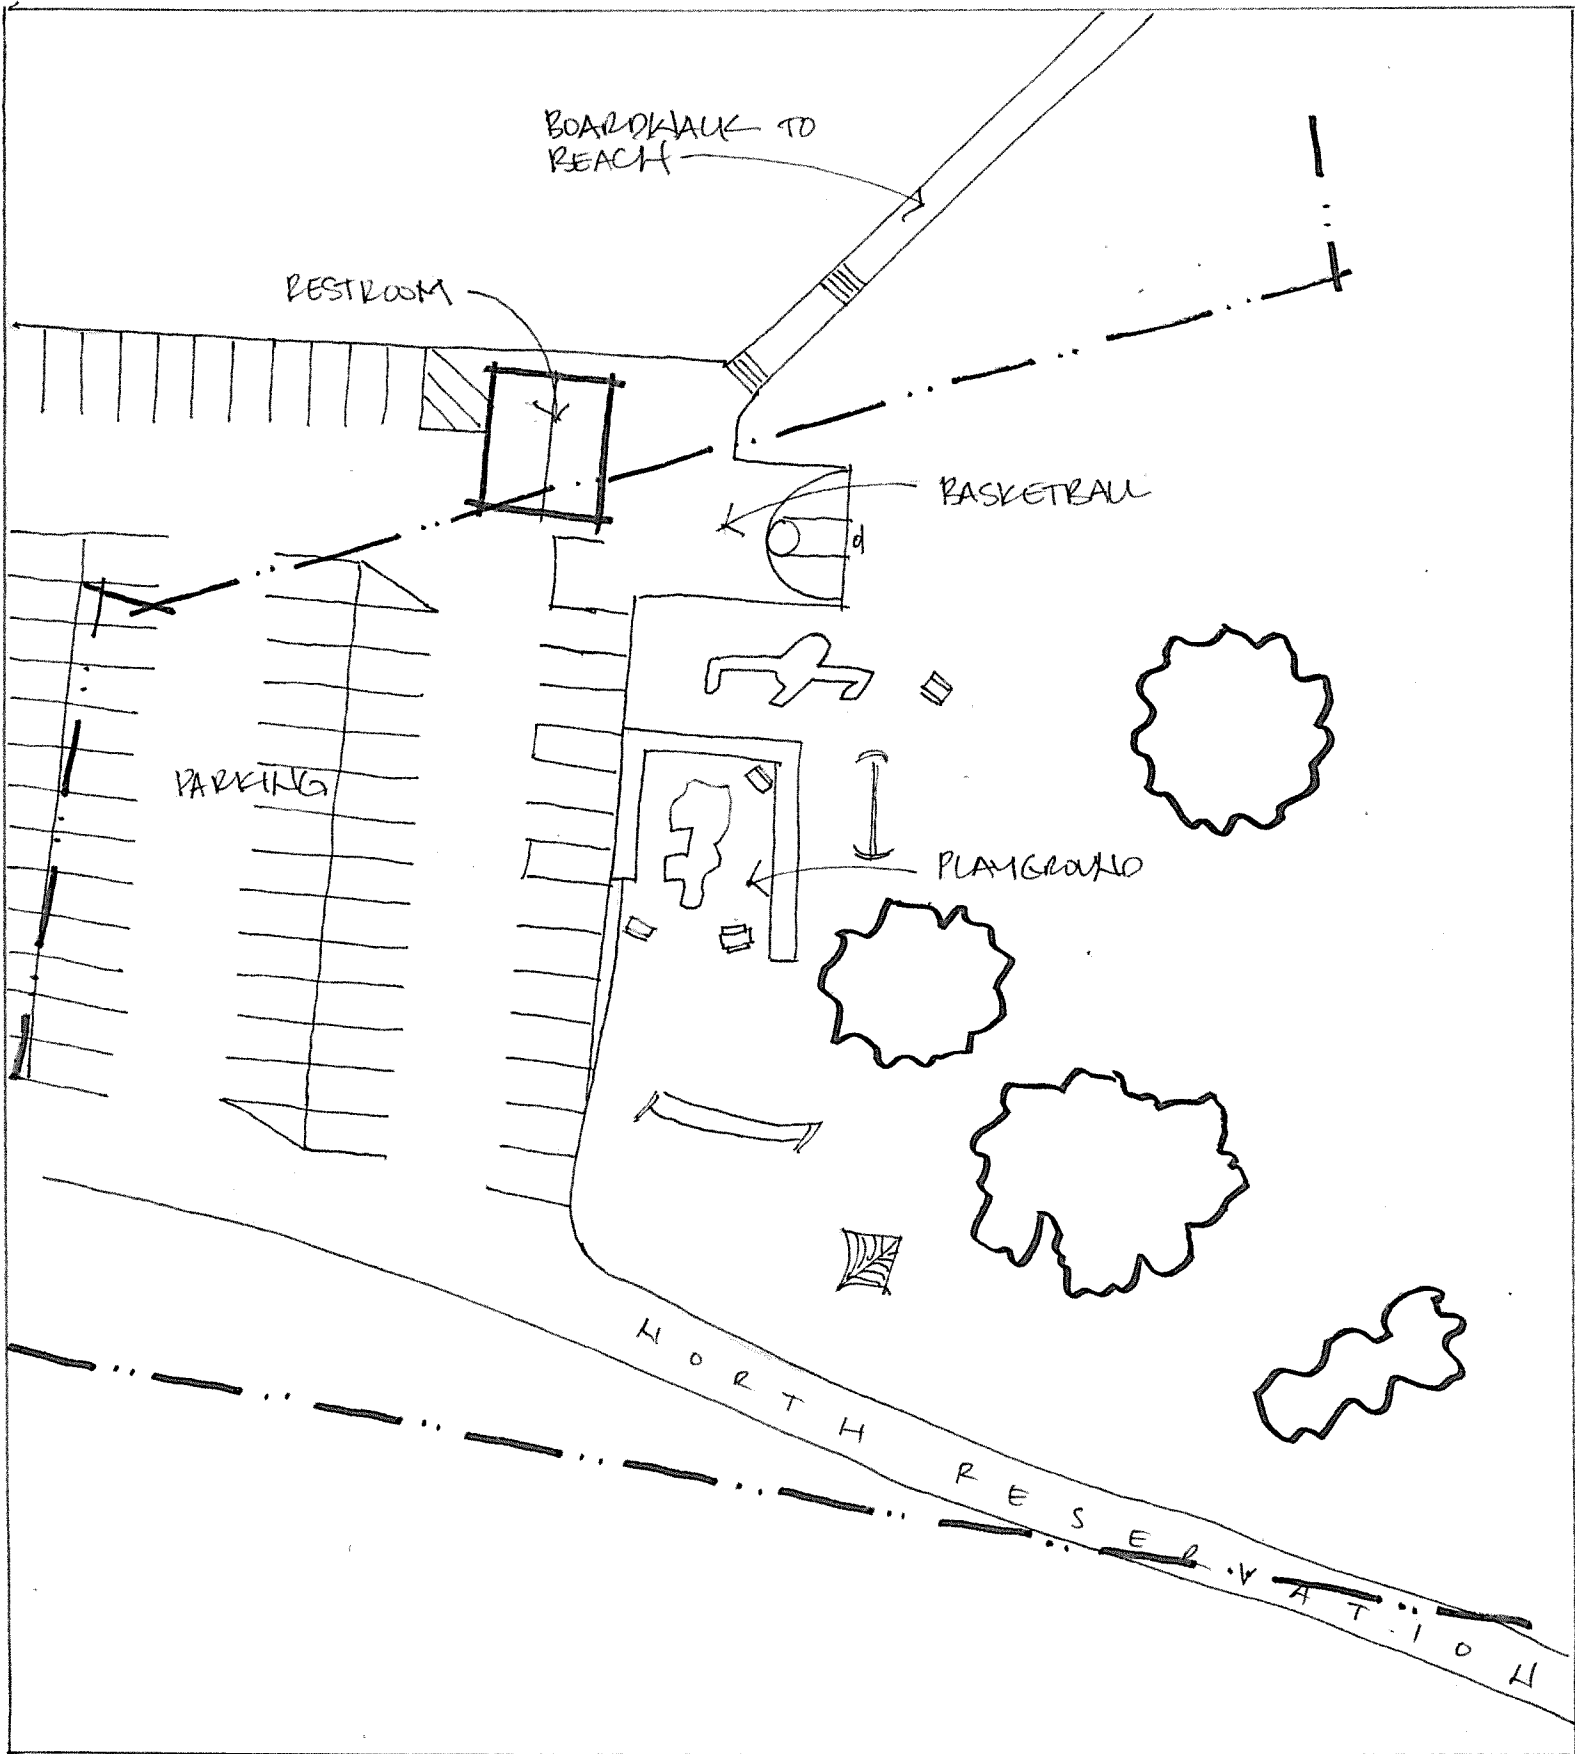 BOARDWALK TO
BEACH
RESTROOM
BASKETBALL
PARKING
PLAYGROUND
NORTH RESERVATION